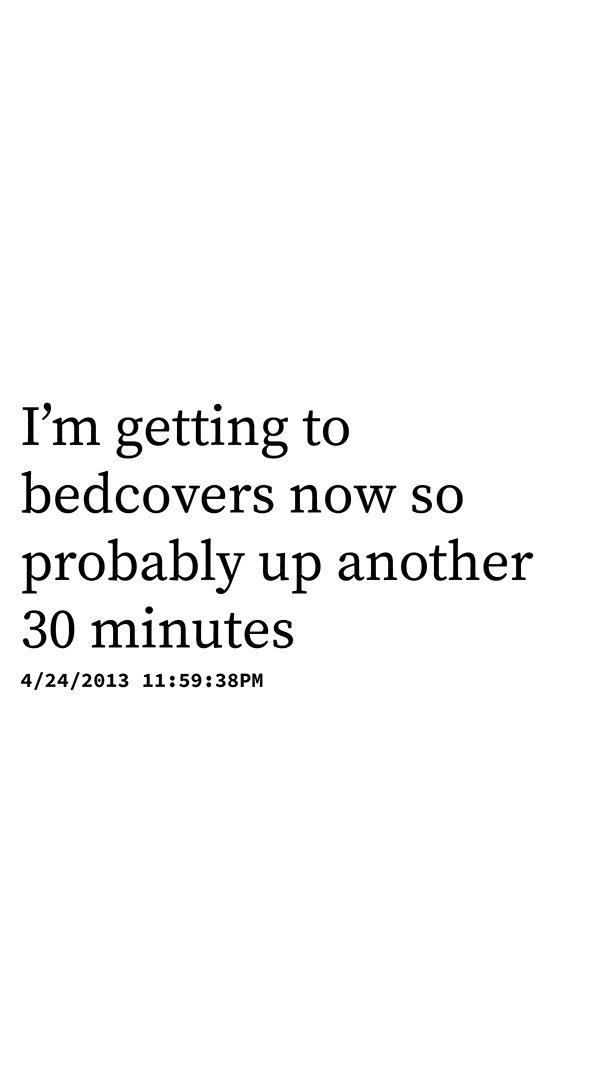 I’m getting to
bedcovers now so
probably up another
30 minutes
4/24/2013 11:59:38PM